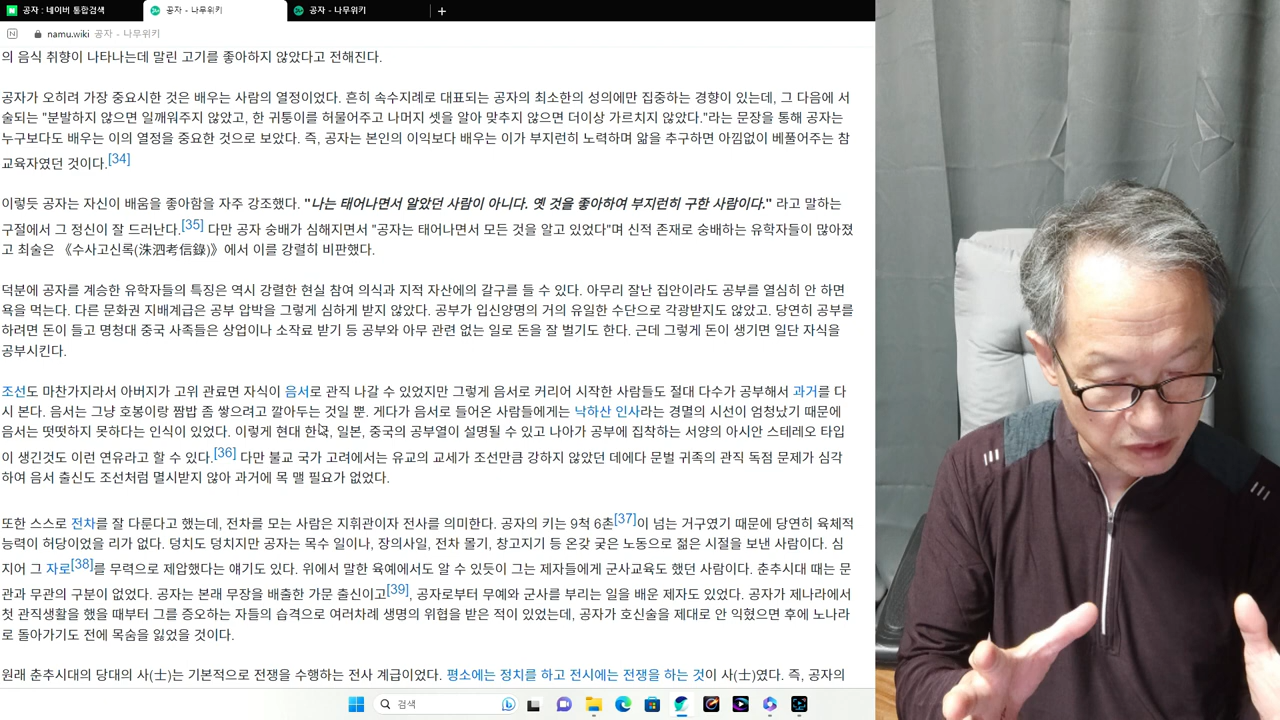 공자 : 네이버 통합검색
공자 - 나무위키
공자 - 나무위키
namu.wiki 공자 - 나무위키
의 음식 취향이 나타나는데 말린 고기를 좋아하지 않았다고 전해진다.
공자가 오히려 가장 중요시한 것은 배우는 사람의 열정이었다. 흔히 속수지례로 대표되는 공자의 최소한의 성의에만 집중하는 경향이 있는데, 그 다음에 서
술되는 "분발하지 않으면 일깨워주지 않았고, 한 귀퉁이를 허물어주고 나머지 셋을 알아 맞추지 않으면 더이상 가르치지 않았다."라는 문장을 통해 공자는
누구보다도 배우는 이의 열정을 중요한 것으로 보았다. 즉, 공자는 본인의 이익보다 배우는 이가 부지런히 노력하며 앎을 추구하면 아낌없이 베풀어주는 참
교육자였던 것이다.[34]
이렇듯 공자는 자신이 배움을 좋아함을 자주 강조했다. "나는 태어나면서 알았던 사람이 아니다. 옛 것을 좋아하여 부지런히 구한 사람이다." 라고 말하는
구절에서 그 정신이 잘 드러난다.[35] 다만 공자 숭배가 심해지면서 "공자는 태어나면서 모든 것을 알고 있었다"며 신적 존재로 숭배하는 유학자들이 많아졌
고 최술은 《수사고신록(洙泗考信錄)》에서 이를 강렬히 비판했다.
덕분에 공자를 계승한 유학자들의 특징은 역시 강렬한 현실 참여 의식과 지적 자산에의 갈구를 들 수 있다. 아무리 잘난 집안이라도 공부를 열심히 안 하면
욕을 먹는다. 다른 문화권 지배계급은 공부 압박을 그렇게 심하게 받지 않았다. 공부가 입신양명의 거의 유일한 수단으로 각광받지도 않았고. 당연히 공부를
하려면 돈이 들고 명청대 중국 사족들은 상업이나 소작료 받기 등 공부와 아무 관련 없는 일로 돈을 잘 벌기도 한다. 근데 그렇게 돈이 생기면 일단 자식을
공부시킨다.
조선도 마찬가지라서 아버지가 고위 관료면 자식이 음서로 관직 나갈 수 있었지만 그렇게 음서로 커리어 시작한 사람들도 절대 다수가 공부해서 과거를 다
시 본다. 음서는 그냥 호봉이랑 짬밥 좀 쌓으려고 깔아두는 것일 뿐. 게다가 음서로 들어온 사람들에게는 낙하산 인사라는 경멸의 시선이 엄청났기 때문에
음서는 떳떳하지 못하다는 인식이 있었다. 이렇게 현대 한국, 일본, 중국의 공부열이 설명될 수 있고 나아가 공부에 집착하는 서양의 아시안 스테레오 타입
이 생긴것도 이런 연유라고 할 수 있다.[36] 다만 불교 국가 고려에서는 유교의 교세가 조선만큼 강하지 않았던 데에다 문벌 귀족의 관직 독점 문제가 심각
하여 음서 출신도 조선처럼 멸시받지 않아 과거에 목 맬 필요가 없었다.
또한 스스로 전차를 잘 다룬다고 했는데, 전차를 모는 사람은 지휘관이자 전사를 의미한다. 공자의 키는 9척 6촌[37]이 넘는 거구였기 때문에 당연히 육체적
능력이 허당이었을 리가 없다. 덩치도 덩치지만 공자는 목수 일이나, 장의사일, 전차 몰기, 창고지기 등 온갖 궂은 노동으로 젊은 시절을 보낸 사람이다. 심
지어 그 자로[38]를 무력으로 제압했다는 얘기도 있다. 위에서 말한 육예에서도 알 수 있듯이 그는 제자들에게 군사교육도 했던 사람이다. 춘추시대 때는 문
관과 무관의 구분이 없었다. 공자는 본래 무장을 배출한 가문 출신이고[39], 공자로부터 무예와 군사를 부리는 일을 배운 제자도 있었다. 공자가 제나라에서
첫 관직생활을 했을 때부터 그를 증오하는 자들의 습격으로 여러차례 생명의 위협을 받은 적이 있었는데, 공자가 호신술을 제대로 안 익혔으면 후에 노나라
로 돌아가기도 전에 목숨을 잃었을 것이다.
원래 춘추시대의 당대의 사(士)는 기본적으로 전쟁을 수행하는 전사 계급이었다. 평소에는 정치를 하고 전시에는 전쟁을 하는 것이 사(士)였다. 즉, 공자의
검색